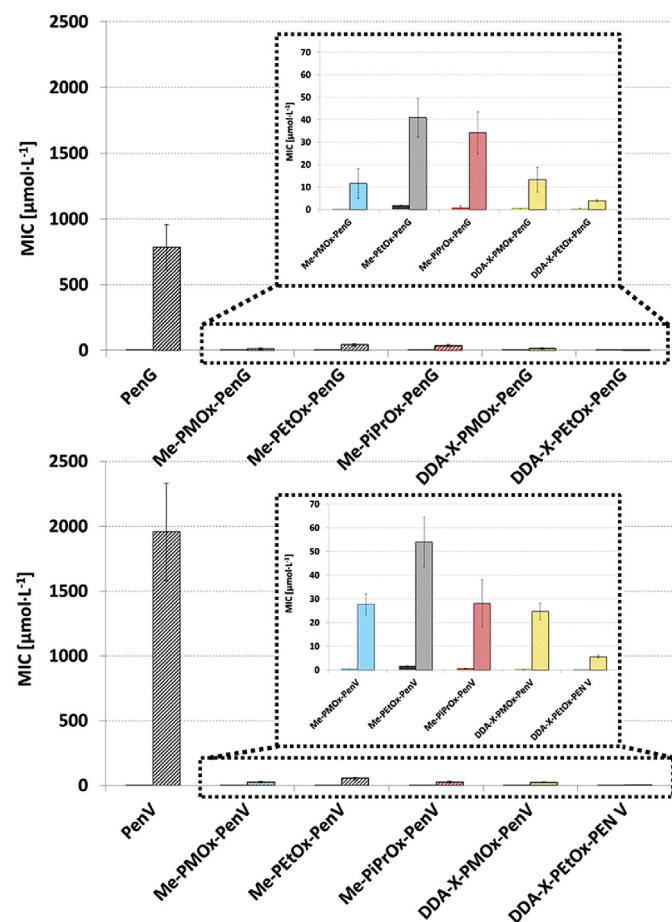 2500
2000
1500
1000
500
0
MIC [µmol·L-1]
70
60
50
40
30
20
10
0
MIC [µmol·L-1]
Me-PMOx-PenG
Me-PEtOx-PenG
Me-PiPrOx-PenG
DDA-X-PMOx-PenG
DDA-X-PEtOx-PenG
PenG
Me-PMOx-PenG
Me-PEtOx-PenG
Me-PiPrOx-PenG
DDA-X-PMOx-PenG
DDA-X-PEtOx-PenG
2500
2000
1500
1000
500
0
MIC [µmol·L-1]
70
60
50
40
30
20
10
0
MIC [µmol·L-1]
Me-PMOx-PenV
Me-PEtOx-PenV
Me-PiPrOx-PenV
DDA-X-PMOx-PenV
DDA-X-PEtOx-PEN V
PenV
Me-PMOx-PenV
Me-PEtOx-PenV
Me-PiPrOx-PenV
DDA-X-PMOx-PenV
DDA-X-PEtOx-PEN V